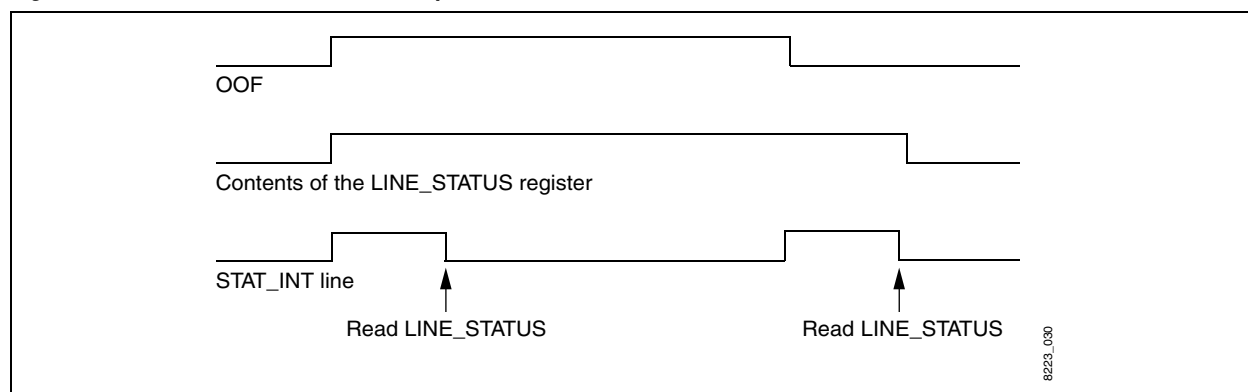 OOF
Contents of the LINE_STATUS register
STAT_INT line
Read LINE_STATUS
Read LINE_STATUS
8223_030